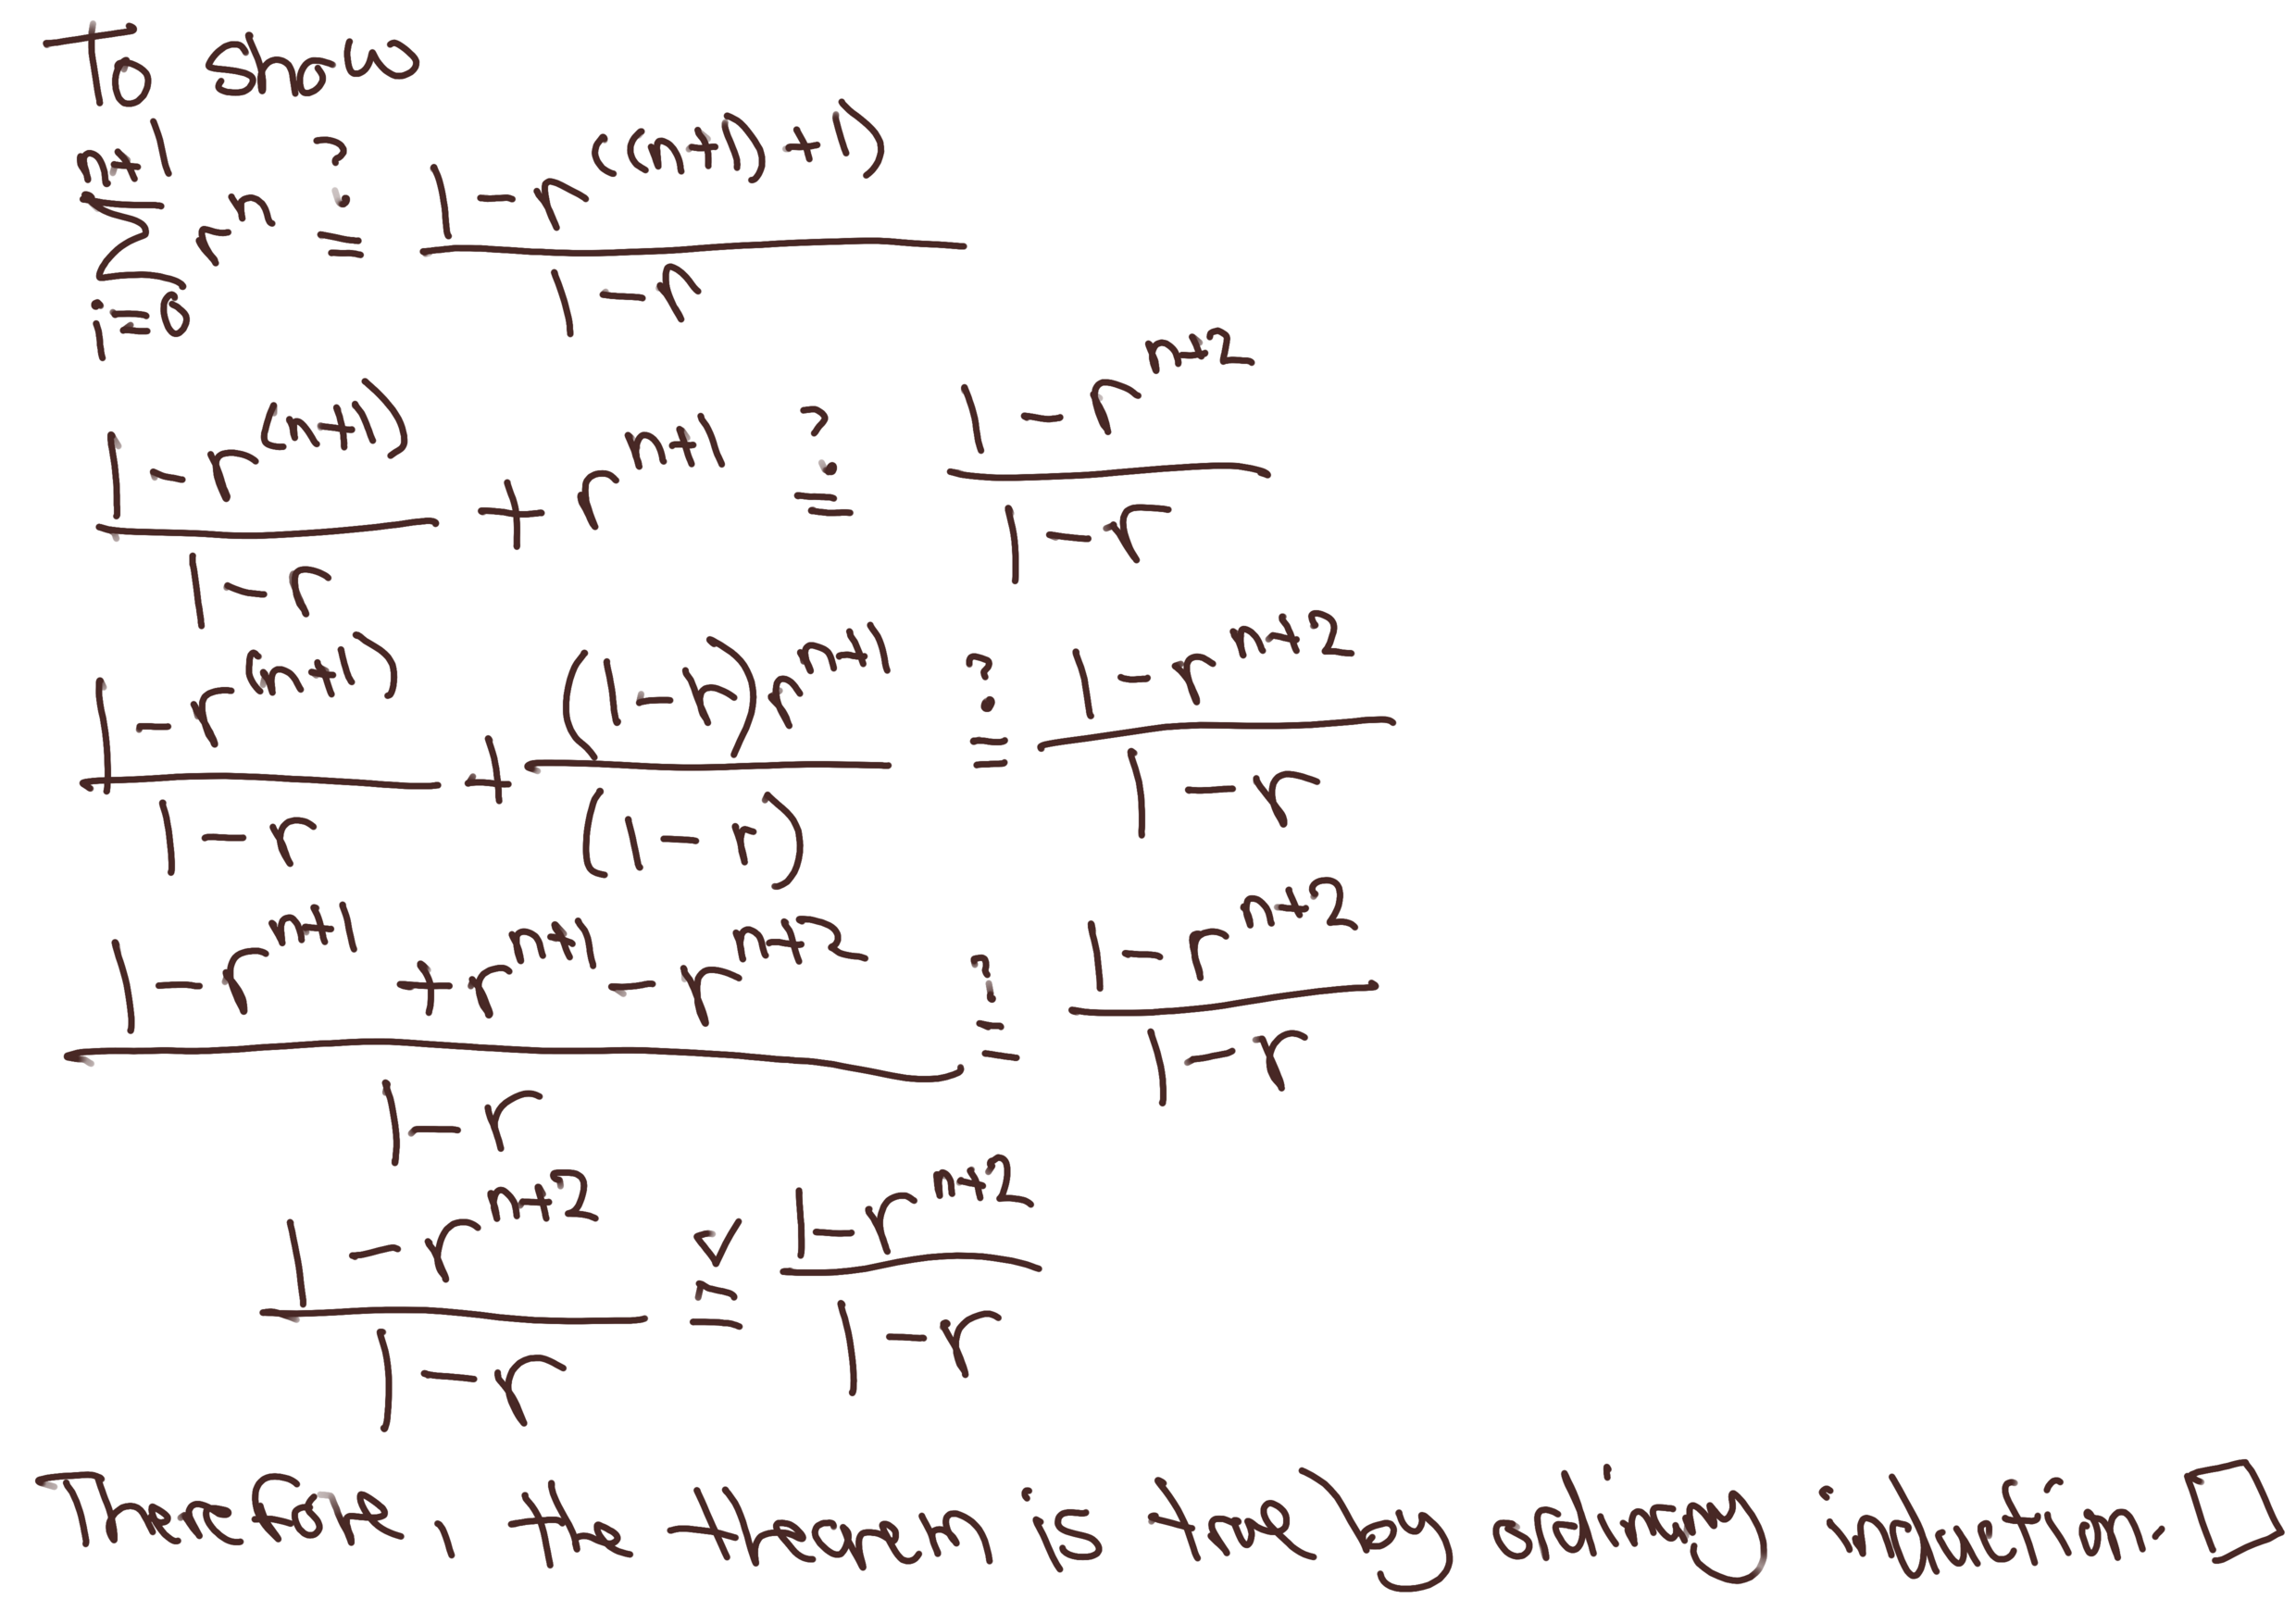 To show
\sum_{i=0}^{n+1} r^n \stackrel{?}{=} \frac{1-r^{((n+1)+1)}}{1-r}
\frac{1-r^{(n+1)}}{1-r} + r^{n+1} \stackrel{?}{=} \frac{1-r^{n+2}}{1-r}
\frac{1-r^{(n+1)}}{1-r} + \frac{(1-r)r^{n+1}}{(1-r)} \stackrel{?}{=} \frac{1-r^{n+2}}{1-r}
\frac{1-r^{n+1}+r^{n+1}-r^{n+2}}{1-r} \stackrel{?}{=} \frac{1-r^{n+2}}{1-r}
\frac{1-r^{n+2}}{1-r} \stackrel{✓}{=} \frac{1-r^{n+2}}{1-r}
Therefore, the theorem is true by ordinary induction. □